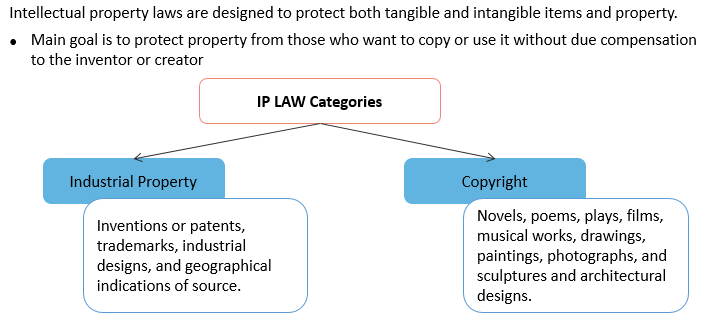 Intellectual property laws are designed to protect both tangible and intangible items and property.
• Main goal is to protect property from those who want to copy or use it without due compensation
to the inventor or creator
IP LAW Categories
Industrial Property
Inventions or patents,
trademarks, industrial
designs, and geographical
indications of source.
Copyright
Novels, poems, plays, films,
musical works, drawings,
paintings, photographs, and
sculptures and architectural
designs.